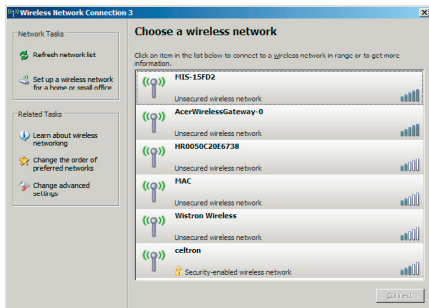 Wireless Network Connection 3
Network Tasks
Refresh network list
Set up a wireless network
for a home or small office
Related Tasks
Learn about wireless
networking
Change the order of
preferred networks
Change advanced
settings
Choose a wireless network
Click an item in the list below to connect to a wireless network in range or to get more
information.
MIS-15FD2
Unsecured wireless network
AcerWirelessGateway-0
Unsecured wireless network
HR0050C20E6738
Unsecured wireless network
MAC
Unsecured wireless network
Wistron Wireless
Unsecured wireless network
celtron
Security-enabled wireless network
Connect